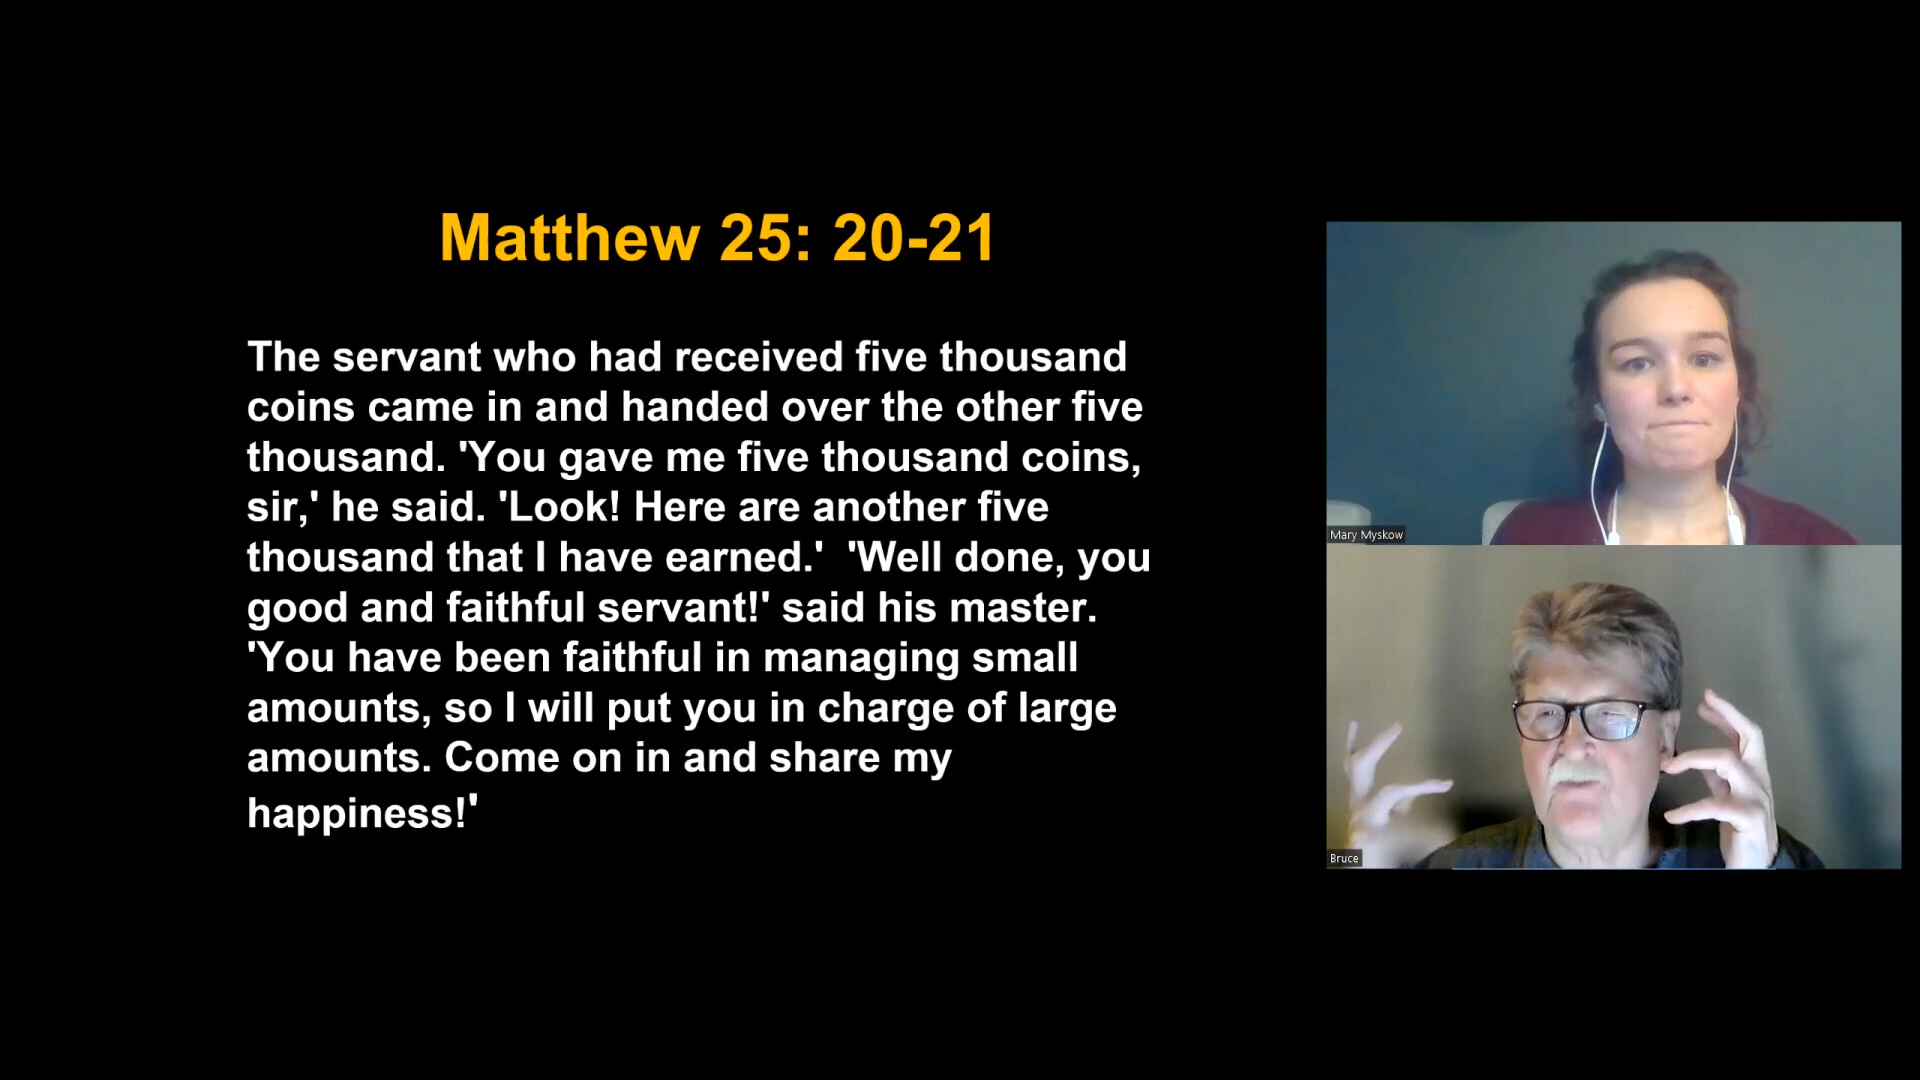 Matthew 25: 20-21
The servant who had received five thousand
coins came in and handed over the other five
thousand. 'You gave me five thousand coins,
sir,' he said. 'Look! Here are another five
thousand that I have earned.'  'Well done, you
good and faithful servant!' said his master.
'You have been faithful in managing small
amounts, so I will put you in charge of large
amounts. Come on in and share my
happiness!'
Mary Myskow
Bruce